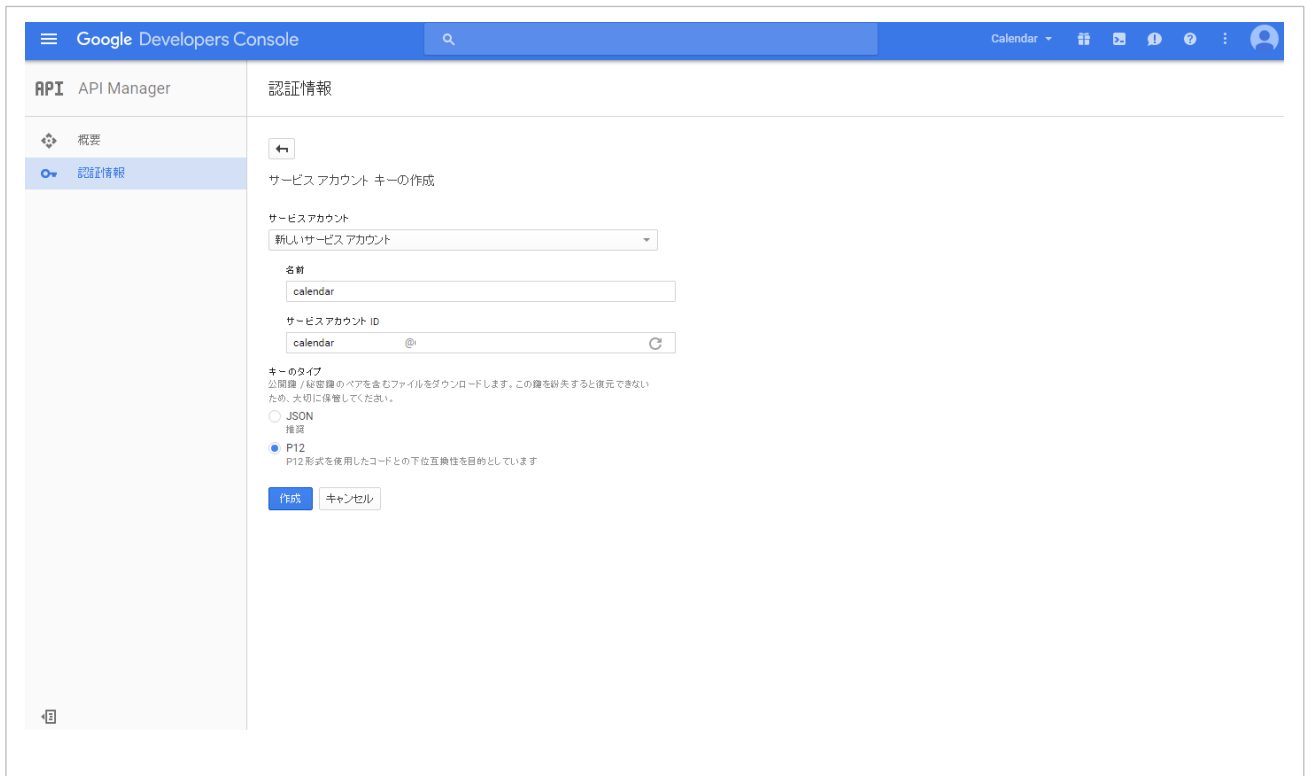 Google Developers Console
Calendar
API API Manager
認証情報
概要
認証情報
サービス アカウント キーの作成
サービス アカウント
新しいサービス アカウント
名前
calendar
サービス アカウント ID
calendar @
キーのタイプ
公開鍵 / 秘密鍵のペアを含むファイルをダウンロードします。この鍵を紛失すると復元できない
ため、大切に保管してください。
JSON
推奨
P12
P12 形式を使用したコードとの下位互換性を目的としています
作成 キャンセル